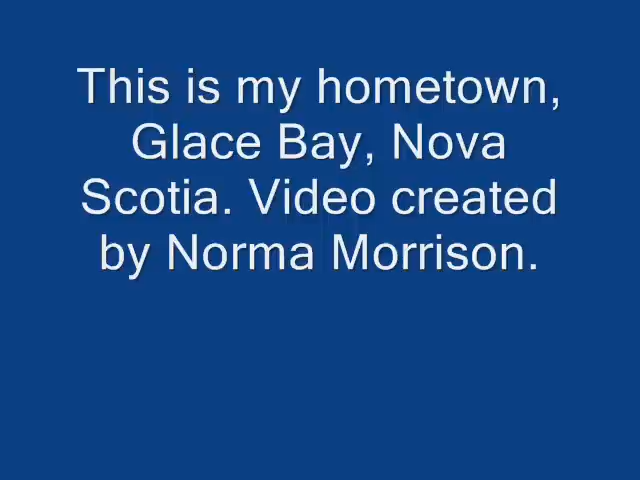 This is my hometown,
Glace Bay, Nova
Scotia. Video created
by Norma Morrison.